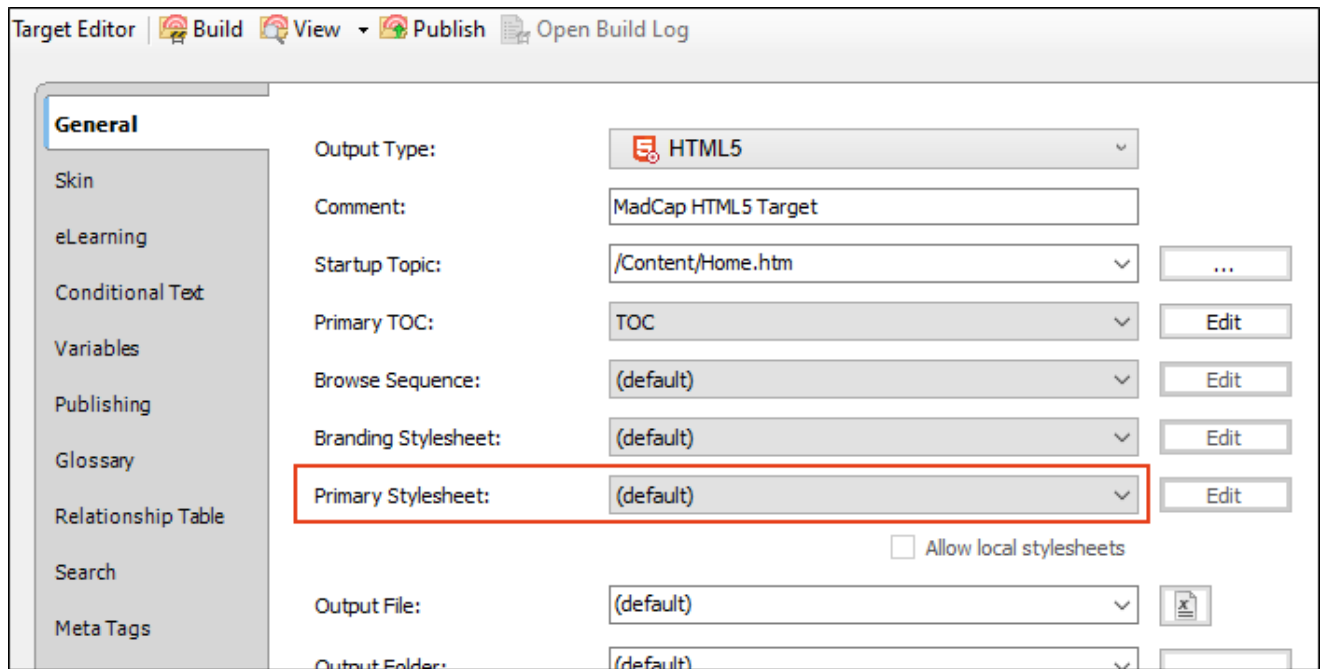 Target Editor Build View Publish Open Build Log
General
Skin
eLearning
Conditional Text
Variables
Publishing
Glossary
Relationship Table
Search
Meta Tags
Output Type: HTML5
Comment: MadCap HTML5 Target
Startup Topic: /Content/Home.htm ...
Primary TOC: TOC Edit
Browse Sequence: (default) Edit
Branding Stylesheet: (default) Edit
Primary Stylesheet: (default) Edit
Allow local stylesheets
Output File: (default)
Output Folder: (default)